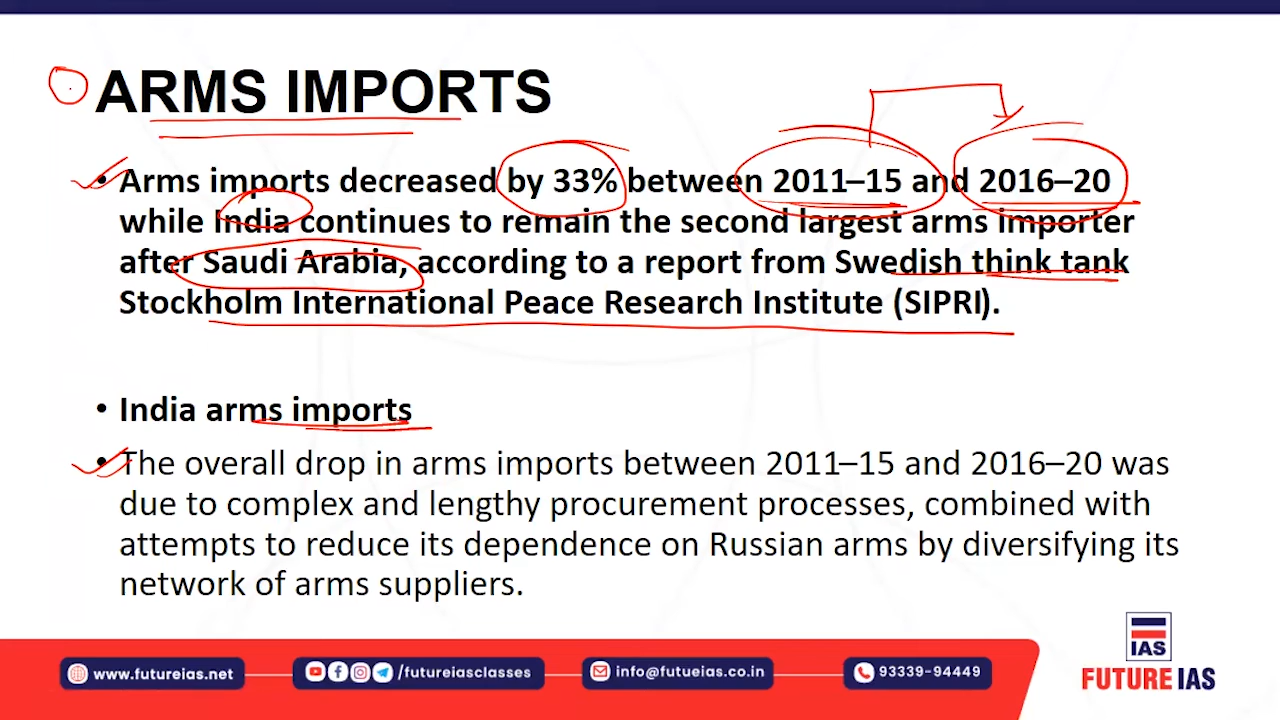 ARMS IMPORTS
• Arms imports decreased by 33% between 2011–15 and 2016–20
while India continues to remain the second largest arms importer
after Saudi Arabia, according to a report from Swedish think tank
Stockholm International Peace Research Institute (SIPRI).
• India arms imports
• The overall drop in arms imports between 2011–15 and 2016–20 was
due to complex and lengthy procurement processes, combined with
attempts to reduce its dependence on Russian arms by diversifying its
network of arms suppliers.
IAS
FUTURE IAS
www.futureias.net
/futureiasclasses
info@futueias.co.in
93339-94449